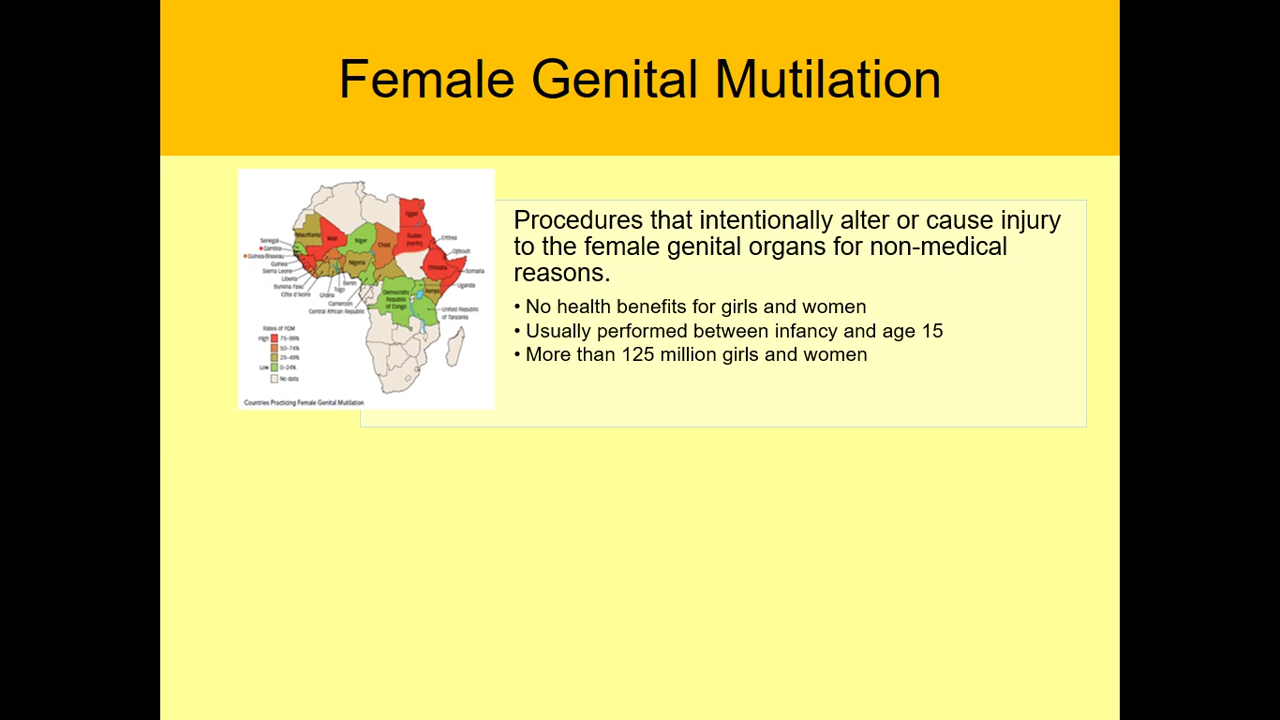 Female Genital Mutilation
Procedures that intentionally alter or cause injury
to the female genital organs for non-medical
reasons.
• No health benefits for girls and women
• Usually performed between infancy and age 15
• More than 125 million girls and women
Egypt
Mauritania
Mali
Niger
Chad
Sudan
(north)
Eritrea
Djibouti
Senegal
Gambia
Guinea-Bissau
Guinea
Sierra Leone
Liberia
Burkina Faso
Côte d'Ivoire
Ghana
Togo
Benin
Nigeria
Cameroon
Central African Republic
Ethiopia
Somalia
Uganda
Kenya
Democratic
Republic
of Congo
United Republic
of Tanzania
Rates of FGM
High 75–98%
50–74%
25–49%
Low 0–24%
No data
Countries Practicing Female Genital Mutilation